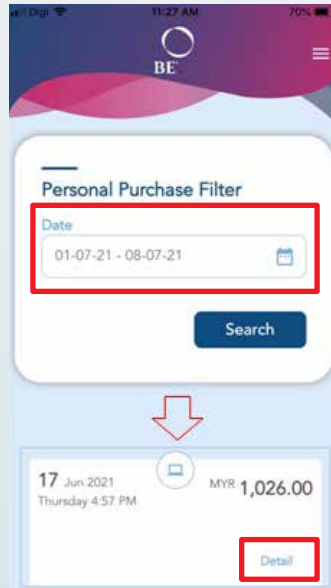 Digi 11:27 AM 70%
BE
Personal Purchase Filter
Date
01-07-21 - 08-07-21
Search
17 Jun 2021
Thursday 4:57 PM
MYR 1,026.00
Detail